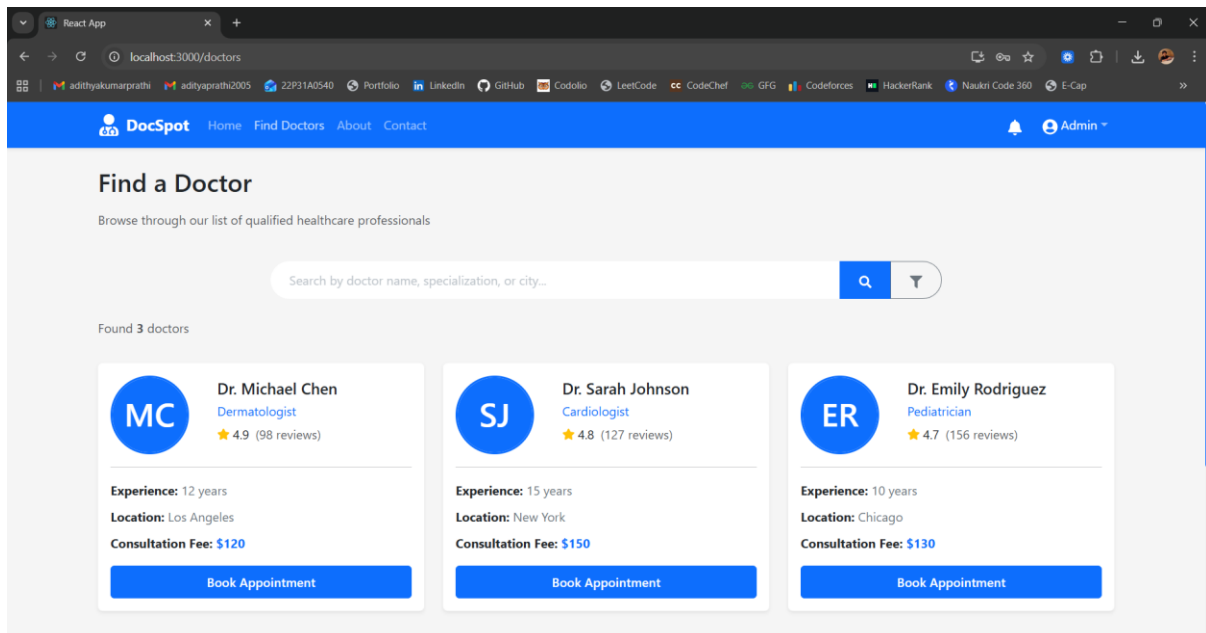 React App
localhost:3000/doctors
adithyakumarprathi adityaprathi2005 22P31A0540 Portfolio LinkedIn GitHub Codolio LeetCode CodeChef GFG Codeforces HackerRank Naukri Code 360 E-Cap
DocSpot Home Find Doctors About Contact Admin
Find a Doctor
Browse through our list of qualified healthcare professionals
Search by doctor name, specialization, or city...
Found 3 doctors
MC
Dr. Michael Chen
Dermatologist
4.9 (98 reviews)
Experience: 12 years
Location: Los Angeles
Consultation Fee: $120
Book Appointment
SJ
Dr. Sarah Johnson
Cardiologist
4.8 (127 reviews)
Experience: 15 years
Location: New York
Consultation Fee: $150
Book Appointment
ER
Dr. Emily Rodriguez
Pediatrician
4.7 (156 reviews)
Experience: 10 years
Location: Chicago
Consultation Fee: $130
Book Appointment